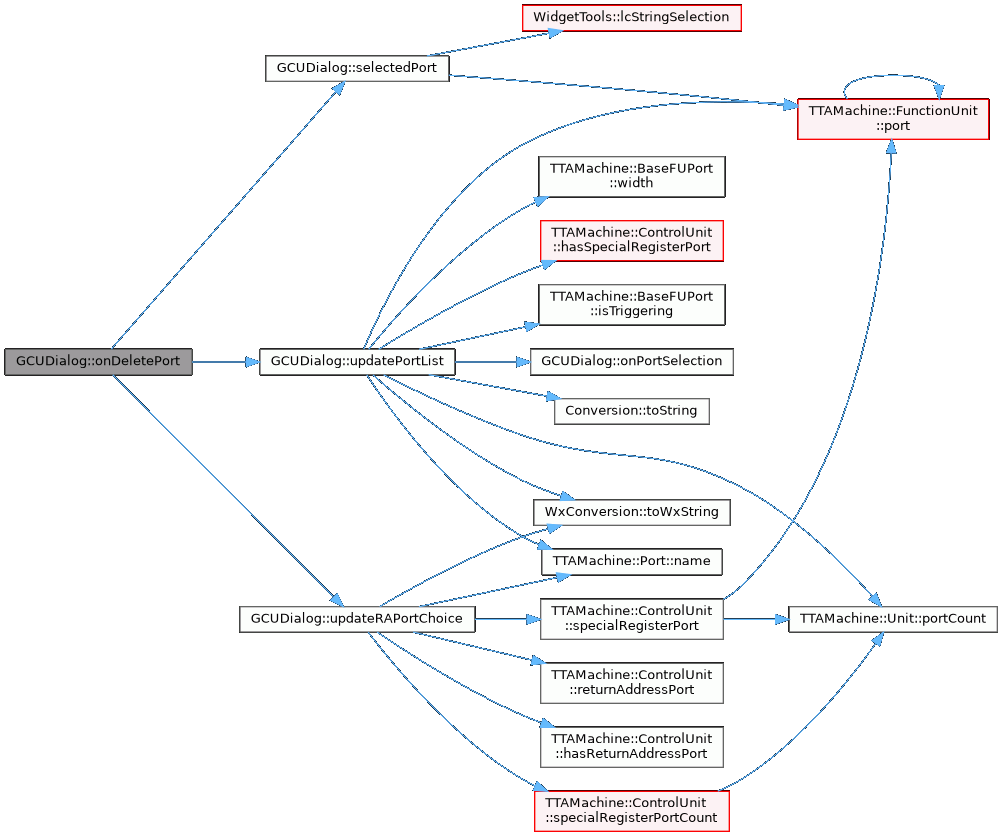 WidgetTools::lcStringSelection
GCUDialog::selectedPort
TTAMachine::FunctionUnit
::port
TTAMachine::BaseFUPort
::width
TTAMachine::ControlUnit
::hasSpecialRegisterPort
TTAMachine::BaseFUPort
::isTriggering
GCUDialog::onDeletePort
GCUDialog::updatePortList
GCUDialog::onPortSelection
Conversion::toString
WxConversion::toWxString
TTAMachine::Port::name
GCUDialog::updateRAPortChoice
TTAMachine::ControlUnit
::specialRegisterPort
TTAMachine::Unit::portCount
TTAMachine::ControlUnit
::returnAddressPort
TTAMachine::ControlUnit
::hasReturnAddressPort
TTAMachine::ControlUnit
::specialRegisterPortCount